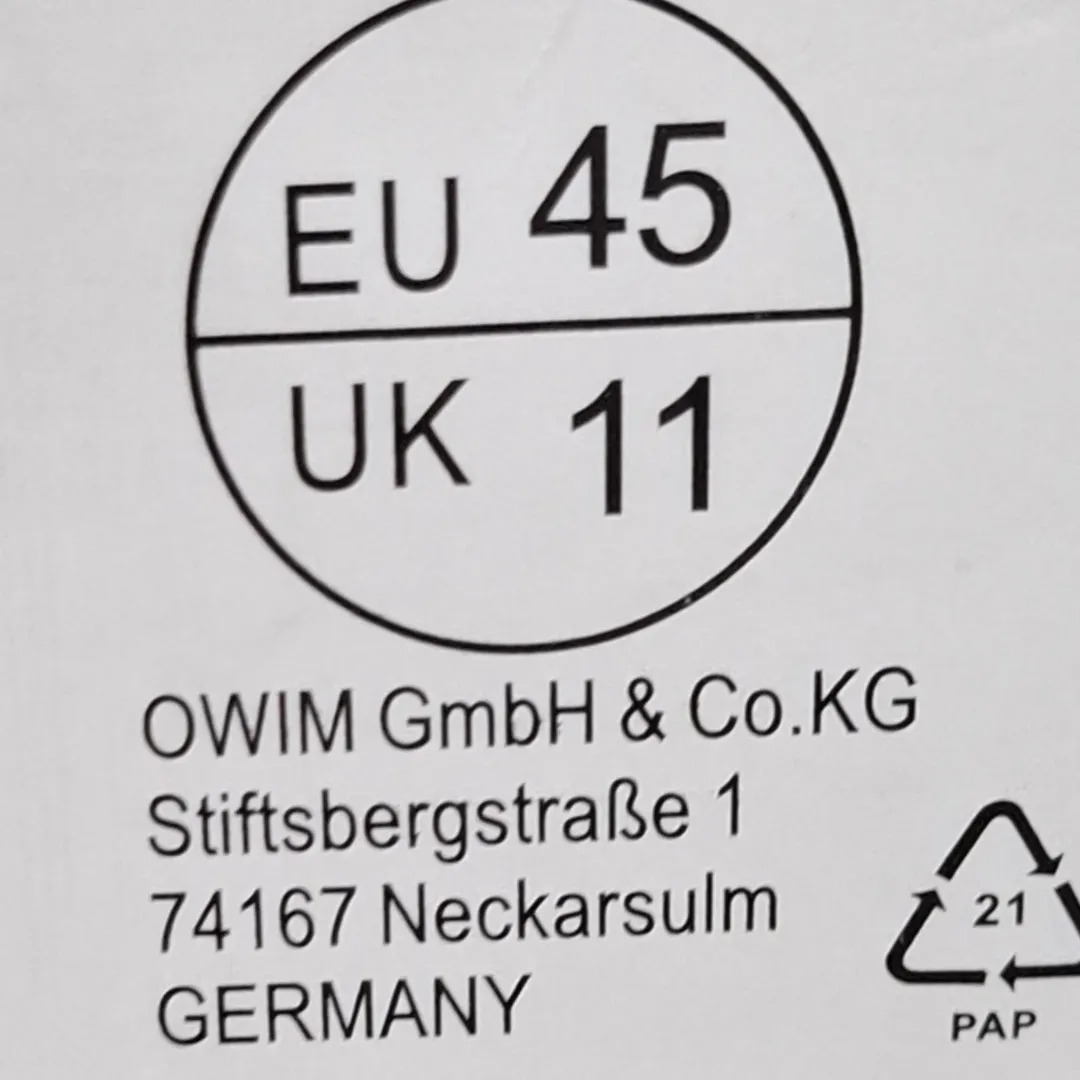 EU 45
UK 11
OWIM GmbH & Co.KG
Stiftsbergstraße 1
74167 Neckarsulm
GERMANY
21
PAP